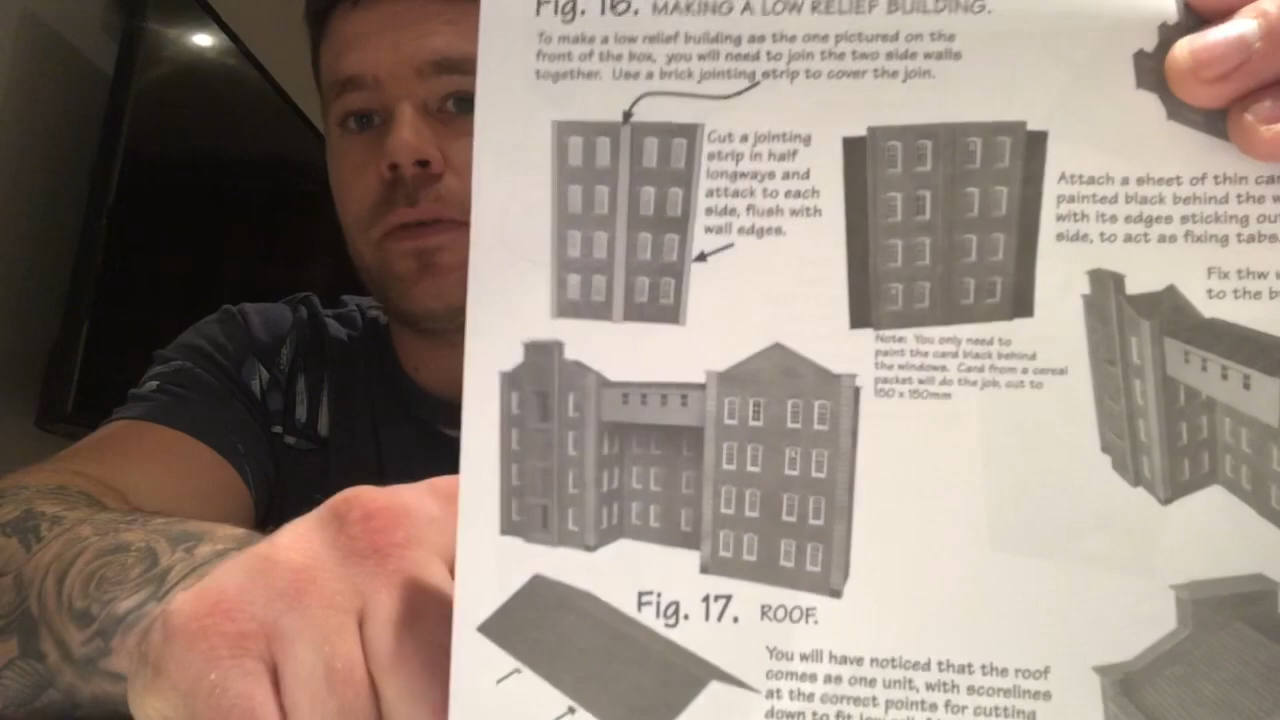 Fig. 16. MAKING A LOW RELIEF BUILDING.
To make a low relief building as the one pictured on the
front of the box, you will need to join the two side walls
together. Use a brick jointing strip to cover the join.
Cut a jointing
strip in half
longways and
attack to each
side, flush with
wall edges.
Attach a sheet of thin
painted black behind the
with its edges sticking
side, to act as fixing tabs
Fix thw
to the
Note: You only need to
paint the card black behind
the windows. Card from a cereal
packet will do the job, cut to
150 x 150mm
Fig. 17. ROOF.
You will have noticed that the roof
comes as one unit, with scorelines
at the correct points for cutting
down to fit